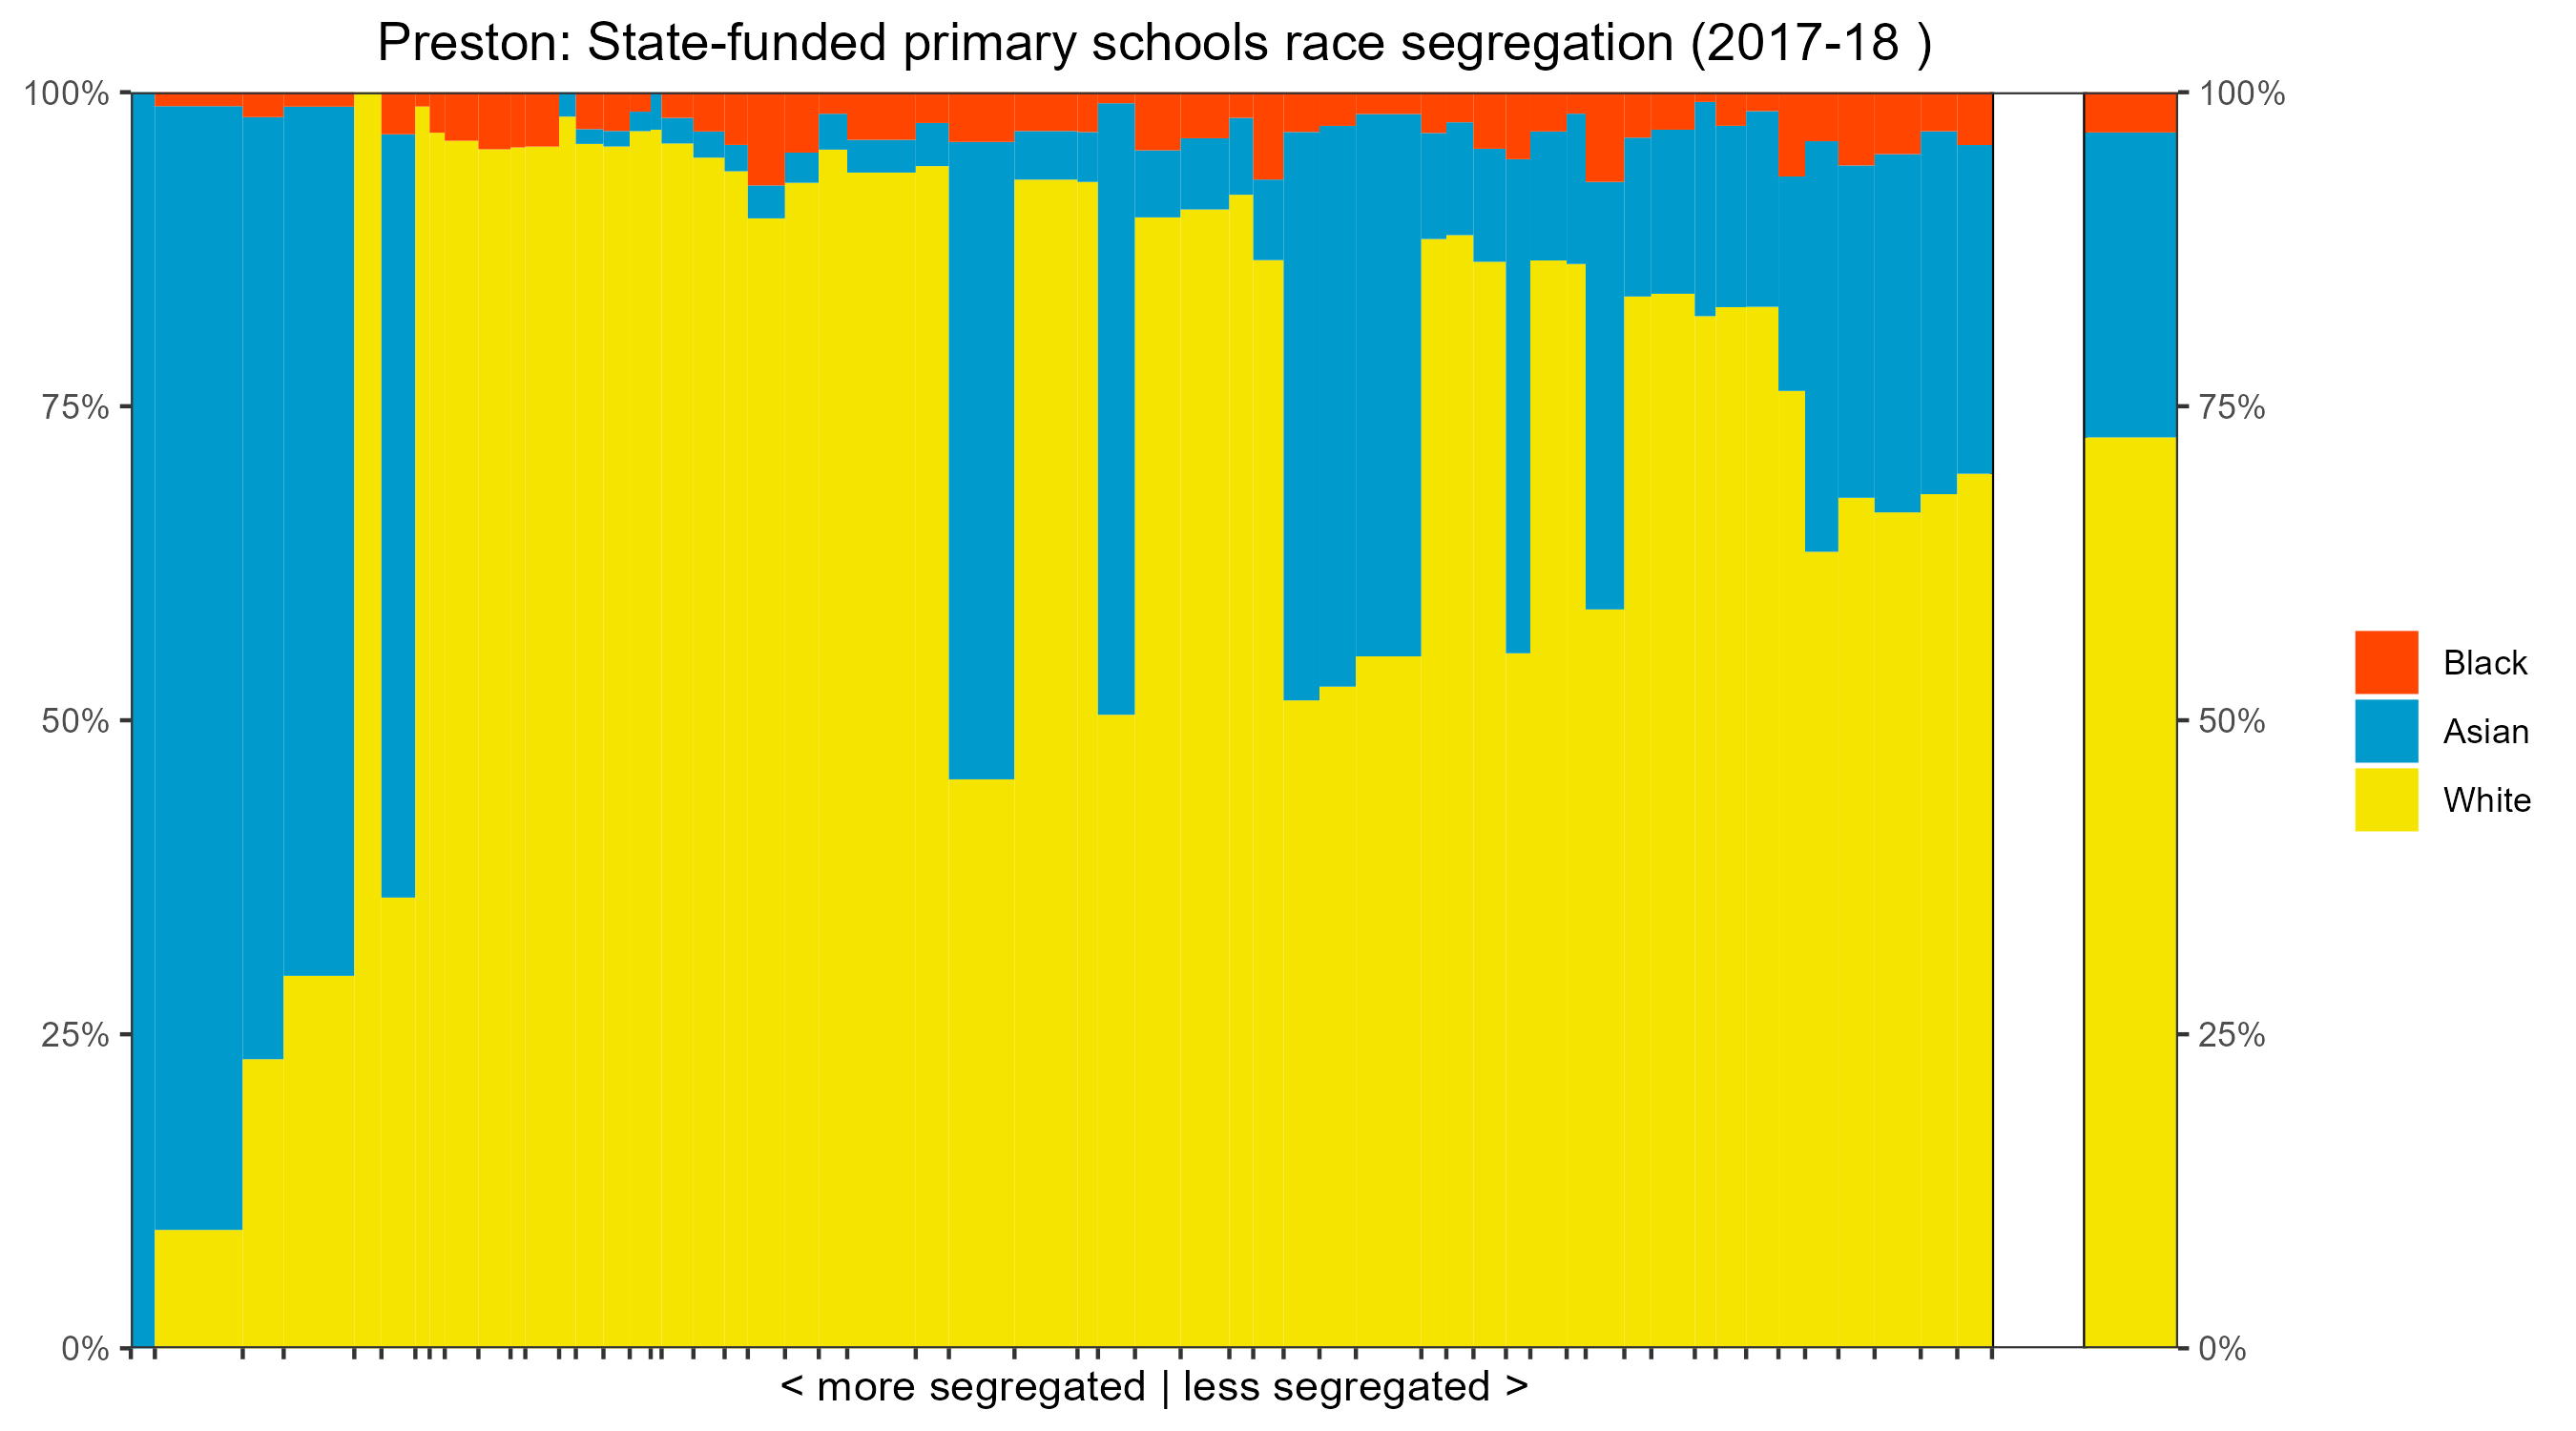 Preston: State-funded primary schools race segregation (2017-18 )
100%
100%
75%
75%
50%
50%
25%
25%
0%
0%
Black
Asian
White
< more segregated | less segregated >